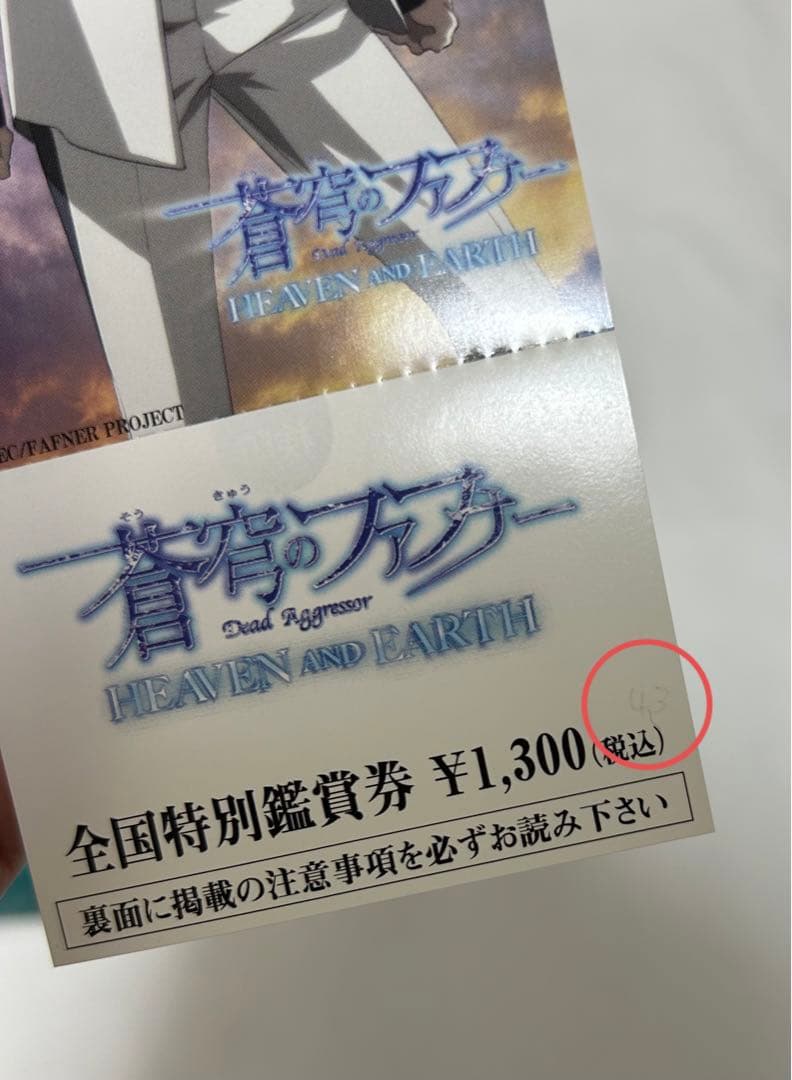 蒼穹のファフナー
Dead Aggressor
HEAVEN AND EARTH
EC/FAFNER PROJECT
そう きゅう
蒼穹のファフナー
Dead Aggressor
HEAVEN AND EARTH
43
全国特別鑑賞券 ¥1,300(税込)
裏面に掲載の注意事項を必ずお読み下さい